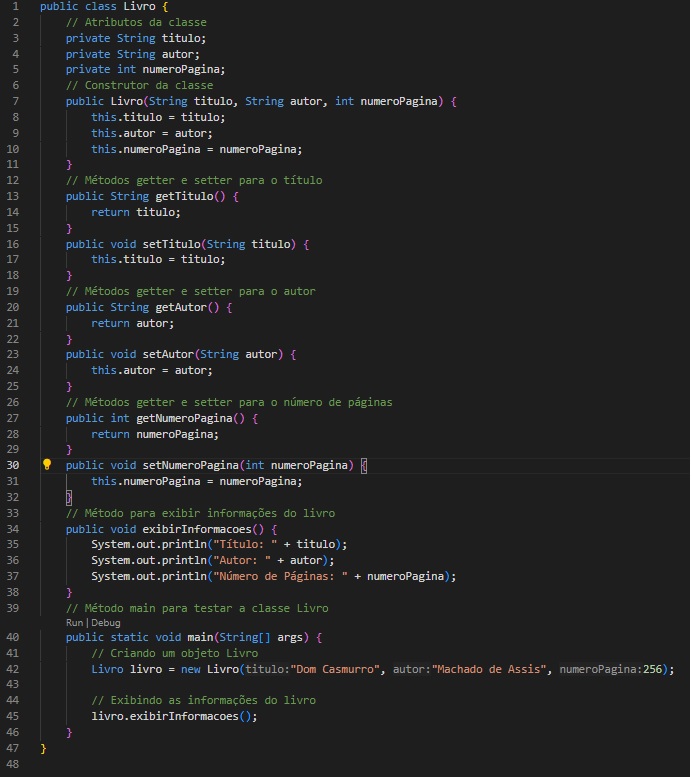 1 public class Livro {
2 // Atributos da classe
3 private String titulo;
4 private String autor;
5 private int numeroPagina;
6 // Construtor da classe
7 public Livro(String titulo, String autor, int numeroPagina) {
8 this.titulo = titulo;
9 this.autor = autor;
10 this.numeroPagina = numeroPagina;
11 }
12 // Métodos getter e setter para o título
13 public String getTitulo() {
14 return titulo;
15 }
16 public void setTitulo(String titulo) {
17 this.titulo = titulo;
18 }
19 // Métodos getter e setter para o autor
20 public String getAutor() {
21 return autor;
22 }
23 public void setAutor(String autor) {
24 this.autor = autor;
25 }
26 // Métodos getter e setter para o número de páginas
27 public int getNumeroPagina() {
28 return numeroPagina;
29 }
30 public void setNumeroPagina(int numeroPagina) {
31 this.numeroPagina = numeroPagina;
32 }
33 // Método para exibir informações do livro
34 public void exibirInformacoes() {
35 System.out.println("Título: " + titulo);
36 System.out.println("Autor: " + autor);
37 System.out.println("Número de Páginas: " + numeroPagina);
38 }
39 // Método main para testar a classe Livro
Run | Debug
40 public static void main(String[] args) {
41 // Criando um objeto Livro
42 Livro livro = new Livro(titulo:"Dom Casmurro", autor:"Machado de Assis", numeroPagina:256);
43
44 // Exibindo as informações do livro
45 livro.exibirInformacoes();
46 }
47 }
48